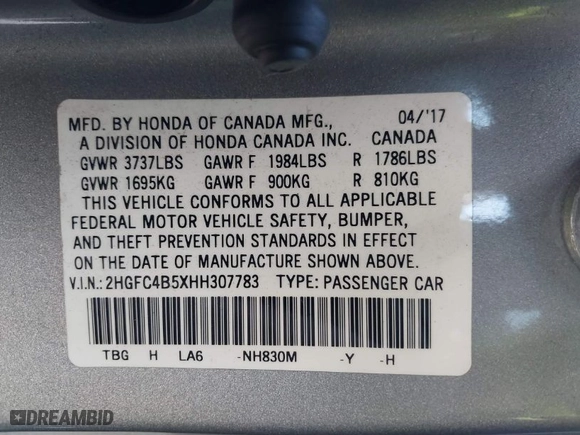 MFD. BY HONDA OF CANADA MFG., 04/'17
A DIVISION OF HONDA CANADA INC. CANADA
GVWR 3737LBS GAWR F 1984LBS R 1786LBS
GVWR 1695KG GAWR F 900KG R 810KG
THIS VEHICLE CONFORMS TO ALL APPLICABLE
FEDERAL MOTOR VEHICLE SAFETY, BUMPER,
AND THEFT PREVENTION STANDARDS IN EFFECT
ON THE DATE OF MANUFACTURE SHOWN ABOVE.
V.I.N.: 2HGFC4B5XHH307783 TYPE: PASSENGER CAR
TBG H LA6 -NH830M -Y -H
DREAMBID